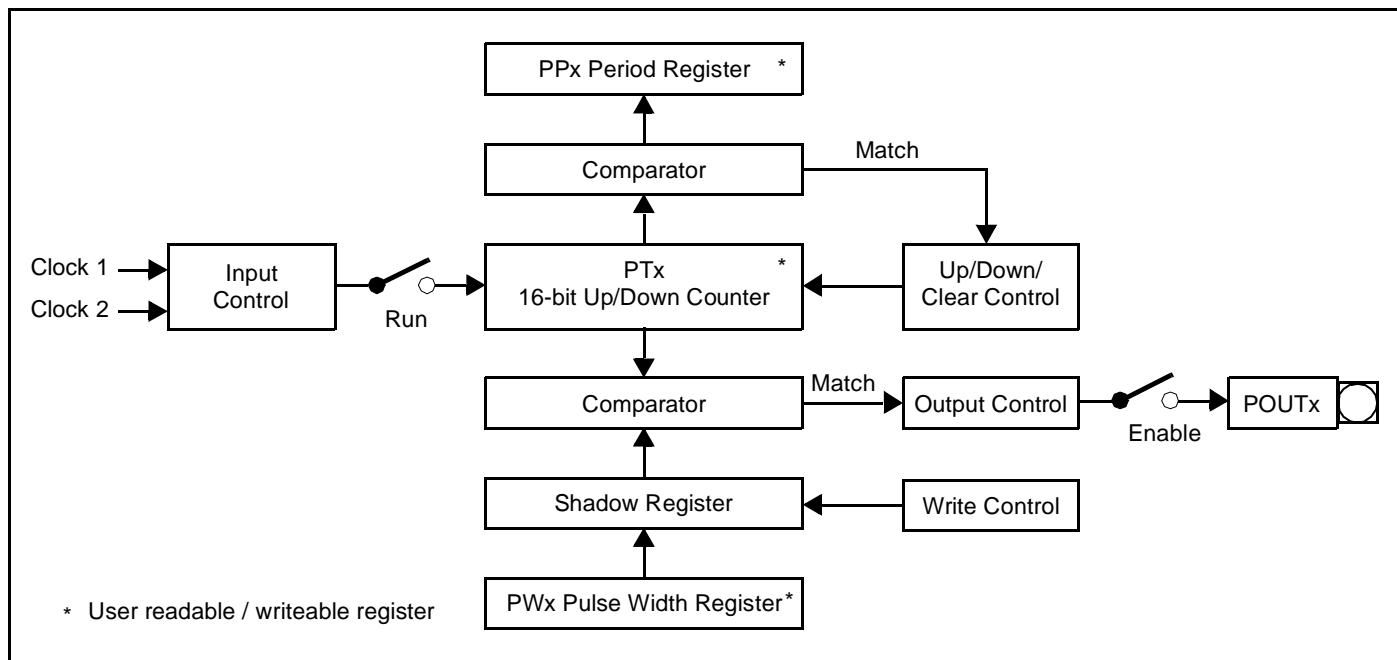 PPx Period Register *
Comparator
Match
Clock 1
Clock 2
Input
Control
Run
PTx *
16-bit Up/Down Counter
Up/Down/
Clear Control
Comparator
Match
Output Control
Enable
POUTx
Shadow Register
Write Control
PWx Pulse Width Register*
* User readable / writeable register